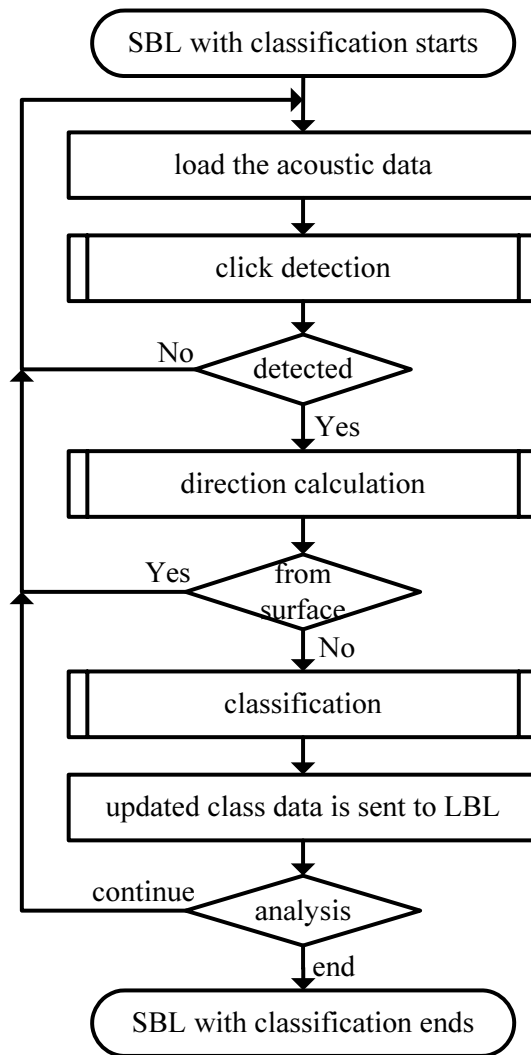 SBL with classification starts
load the acoustic data
click detection
No
detected
Yes
direction calculation
Yes
from
surface
No
classification
updated class data is sent to LBL
continue
analysis
end
SBL with classification ends